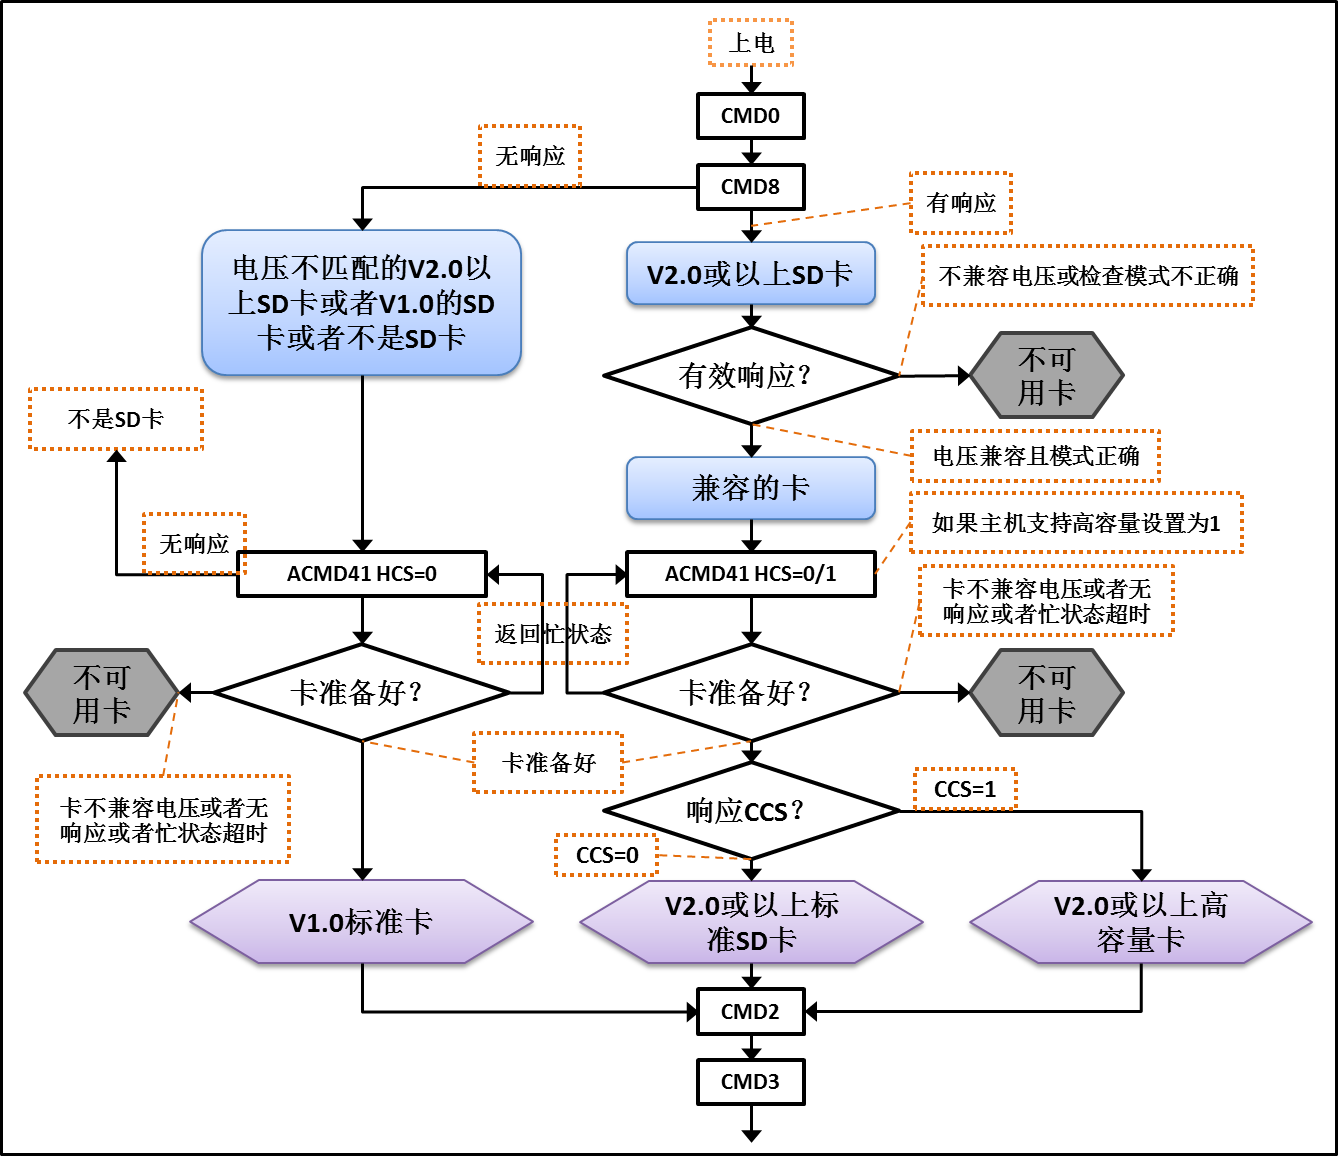 上电
CMD0
无响应
CMD8
有响应
电压不匹配的V2.0以
上SD卡或者V1.0的SD
卡或者不是SD卡
V2.0或以上SD卡
不兼容电压或检查模式不正确
有效响应？
不可
用卡
不是SD卡
电压兼容且模式正确
兼容的卡
如果主机支持高容量设置为1
无响应
ACMD41 HCS=0
ACMD41 HCS=0/1
卡不兼容电压或者无
响应或者忙状态超时
返回忙状态
不可
用卡
卡准备好？
卡准备好？
不可
用卡
卡准备好
卡不兼容电压或者无
响应或者忙状态超时
响应CCS？
CCS=1
CCS=0
V1.0标准卡
V2.0或以上标
准SD卡
V2.0或以上高
容量卡
CMD2
CMD3